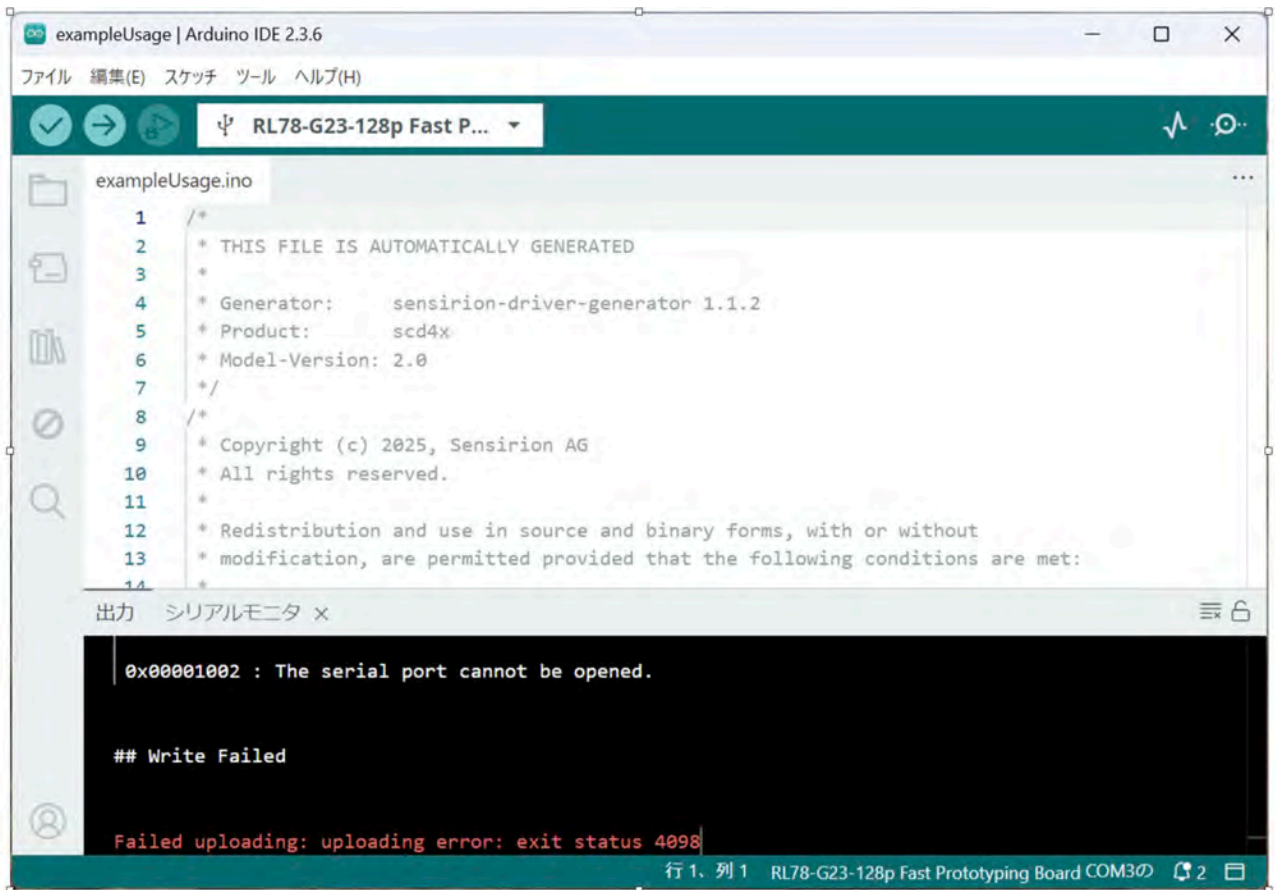 exampleUsage | Arduino IDE 2.3.6
ファイル 編集(E) スケッチ ツール ヘルプ(H)
RL78-G23-128p Fast P...
exampleUsage.ino
1 /*
2 * THIS FILE IS AUTOMATICALLY GENERATED
3 *
4 * Generator: sensirion-driver-generator 1.1.2
5 * Product: scd4x
6 * Model-Version: 2.0
7 */
8 /*
9 * Copyright (c) 2025, Sensirion AG
10 * All rights reserved.
11 *
12 * Redistribution and use in source and binary forms, with or without
13 * modification, are permitted provided that the following conditions are met:
14 *
出力 シリアルモニタ ×
0x00001002 : The serial port cannot be opened.
## Write Failed
Failed uploading: uploading error: exit status 4098
行 1、列 1 RL78-G23-128p Fast Prototyping Board COM3の 2